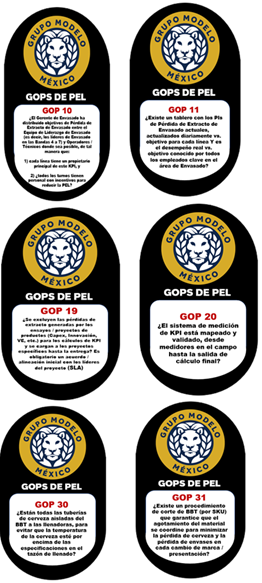 GRUPO MODELO
MÉXICO
GOPS DE PEL
GOP 10
¿El Gerente de Envasado ha
distribuido objetivos de Pérdida de
Extracto de Envasado entre el
Equipo de Liderazgo de Envasado
(es decir, los líderes de Envasado
en las Bandas 4 a 7) y Operadores /
Técnicos donde sea posible, de tal
manera que:
1) cada línea tiene un propietario
principal de este KPI, y
2) ¿todos los turnos tienen
personal con incentivos para
reducir la PEL?
GRUPO MODELO
MÉXICO
GOPS DE PEL
GOP 11
¿Existe un tablero con los PIs
de Pérdida de Extracto de
Envasado actuales,
actualizados diariamente vs.
objetivo para cada línea Y es
el desempeño real vs.
objetivo conocido por todos
los empleados clave en el
área de Envasado?
GRUPO MODELO
MÉXICO
GOPS DE PEL
GOP 19
¿Se excluyen las pérdidas de
extracto generadas por los
ensayos / proyectos de
productos (Capex, Innovación,
VE, etc.) para los cálculos de KPI
y se cargan a los proyectos
específicos hasta la entrega? Es
obligatorio un acuerdo /
alineación inicial con los líderes
del proyecto (SLA)
GRUPO MODELO
MÉXICO
GOPS DE PEL
GOP 20
¿El sistema de medición
de KPI está mapeado y
validado, desde
medidores en el campo
hasta la salida de
cálculo final?
GRUPO MODELO
MÉXICO
GOPS DE PEL
GOP 30
¿Están todas las tuberías
de cerveza aisladas del
BBT a las llenadoras, para
evitar que la temperatura
de la cerveza esté por
encima de las
especificaciones en el
tazón de llenado?
GRUPO MODELO
MÉXICO
GOPS DE PEL
GOP 31
¿Existe un procedimiento
de corte de BBT (por SKU)
que garantice que el
agotamiento del material
se coordine para minimizar
la pérdida de cerveza y la
pérdida de envases en
cada cambio de marca /
presentación?